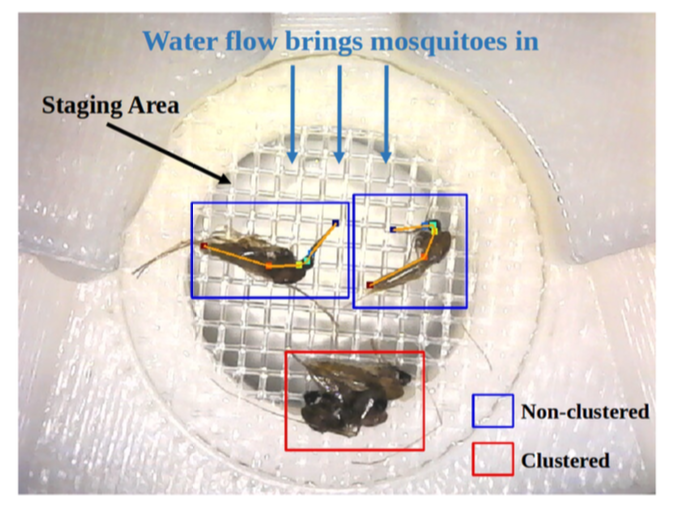 Water flow brings mosquitoes in
Staging Area
Non-clustered
Clustered